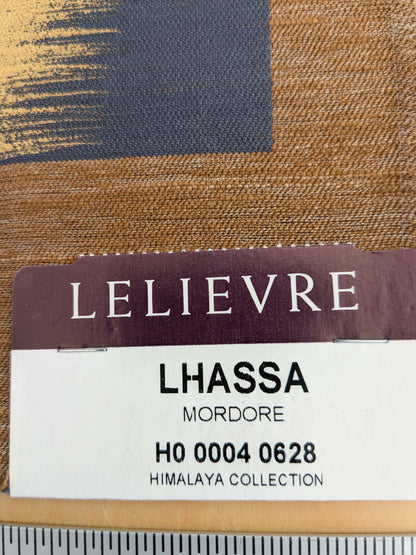 LELIEVRE
LHASSA
MORDORE
H0 0004 0628
HIMALAYA COLLECTION